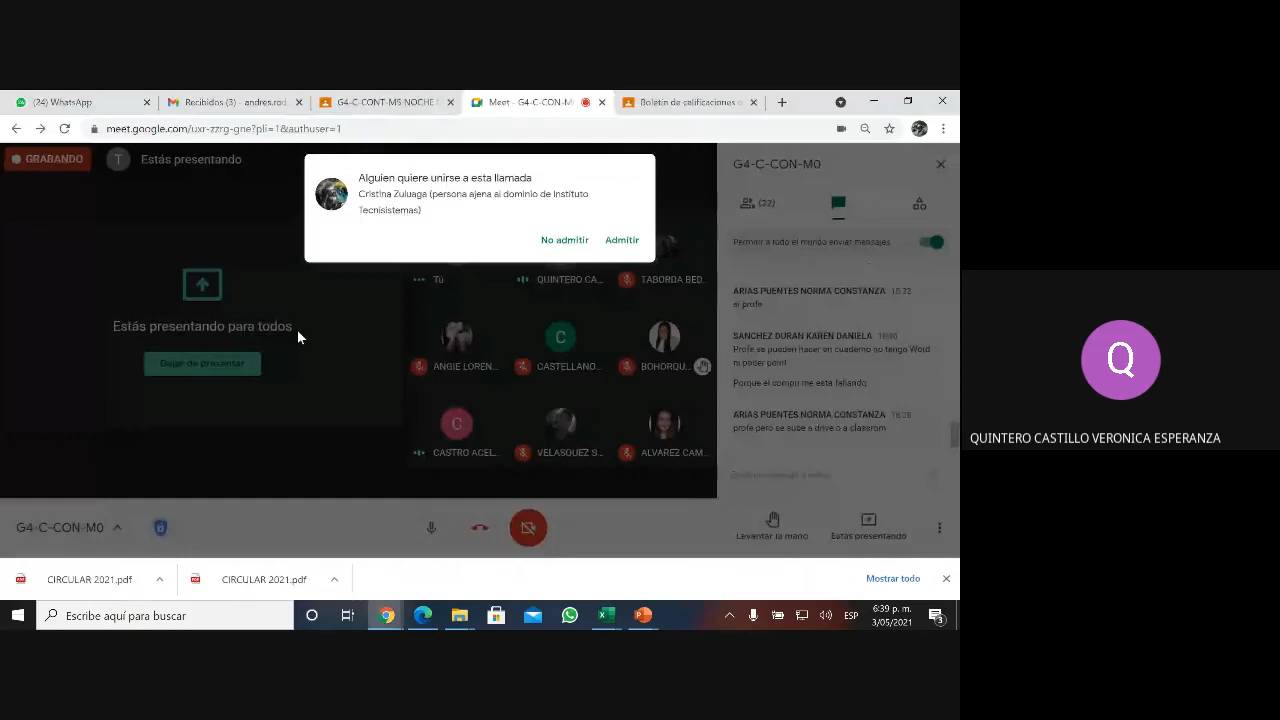 (24) WhatsApp
Recibidos (3) - andres.rod
G4-C-CONT-MS NOCHE
Meet - G4-C-CON-M
Boletín de calificaciones o
meet.google.com/uxr-zzrg-gne?pli=1&authuser=1
GRABANDO
T
Estás presentando
Alguien quiere unirse a esta llamada
Cristina Zuluaga (persona ajena al dominio de Instituto
Tecnisistemas)
No admitir
Admitir
G4-C-CON-M0
(22)
Permitir a todo el mundo enviar mensajes
Tú
QUINTERO CA...
TABORDA BED...
Estás presentando para todos
Dejar de presentar
C
ANGIE LOREN...
CASTELLANO...
BOHORQU...
C
CASTRO ACEL...
VELASQUEZ S...
ALVAREZ CAM...
ARIAS PUENTES NORMA CONSTANZA
si profe
SANCHEZ DURAN KAREN DANIELA
Profe se pueden hacer en cuaderno no tengo Word
ni power point
Porque el compu me esta fallando
ARIAS PUENTES NORMA CONSTANZA
profe pero se sube a drive o a classrom
G4-C-CON-M0
Levantar la mano
Estás presentando
CIRCULAR 2021.pdf
CIRCULAR 2021.pdf
Mostrar todo
Escribe aquí para buscar
ESP
6:39 p. m.
3/05/2021
3
Q
QUINTERO CASTILLO VERONICA ESPERANZA